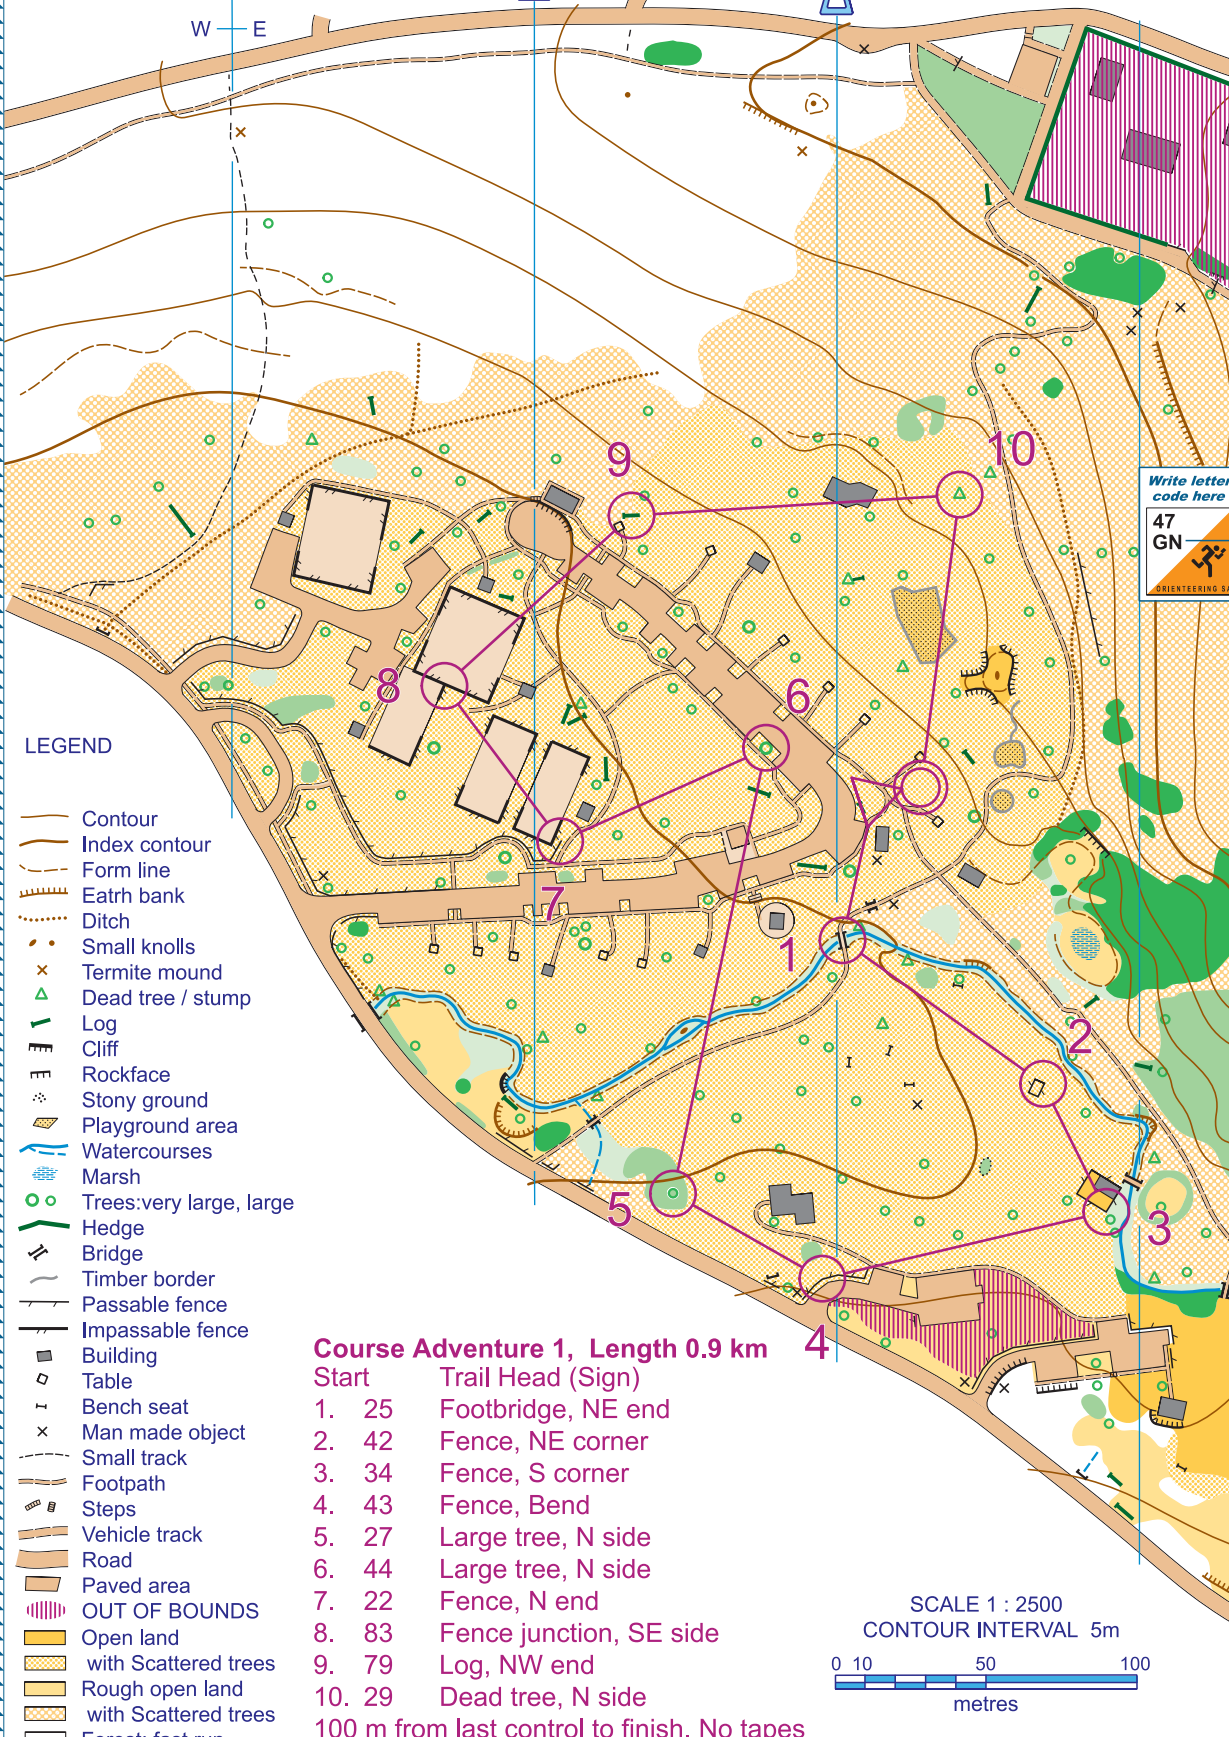 W E
10
9
Write letter
code here
47
GN
ORIENTEERING SA
8
6
7
1
2
5
3
4
LEGEND
Contour
Index contour
Form line
Eatrh bank
Ditch
Small knolls
Termite mound
Dead tree / stump
Log
Cliff
Rockface
Stony ground
Playground area
Watercourses
Marsh
Trees:very large, large
Hedge
Bridge
Timber border
Passable fence
Impassable fence
Building
Table
Bench seat
Man made object
Small track
Footpath
Steps
Vehicle track
Road
Paved area
OUT OF BOUNDS
Open land
with Scattered trees
Rough open land
with Scattered trees
Course Adventure 1, Length 0.9 km
Start Trail Head (Sign)
1. 25 Footbridge, NE end
2. 42 Fence, NE corner
3. 34 Fence, S corner
4. 43 Fence, Bend
5. 27 Large tree, N side
6. 44 Large tree, N side
7. 22 Fence, N end
8. 83 Fence junction, SE side
9. 79 Log, NW end
10. 29 Dead tree, N side
100 m from last control to finish. No tapes
SCALE 1 : 2500
CONTOUR INTERVAL 5m
0 10 50 100
metres